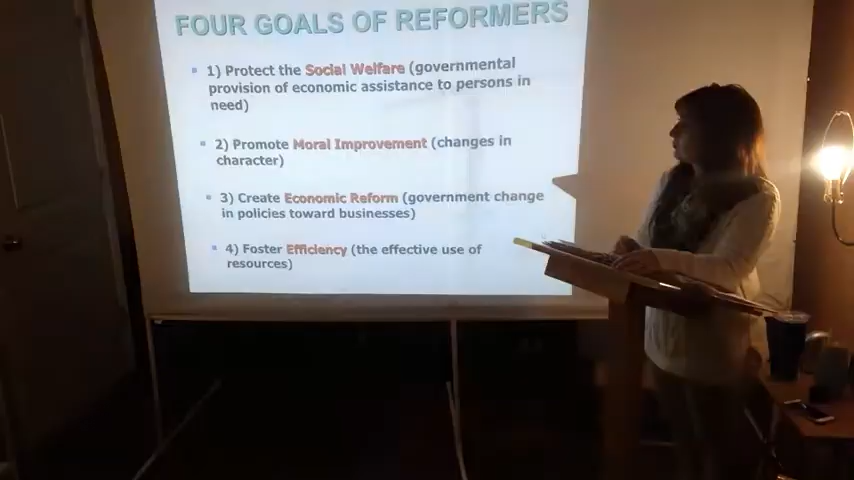 FOUR GOALS OF REFORMERS
1) Protect the Social Welfare (governmental
provision of economic assistance to persons in
need)
2) Promote Moral Improvement (changes in
character)
3) Create Economic Reform (government change
in policies toward businesses)
4) Foster Efficiency (the effective use of
resources)